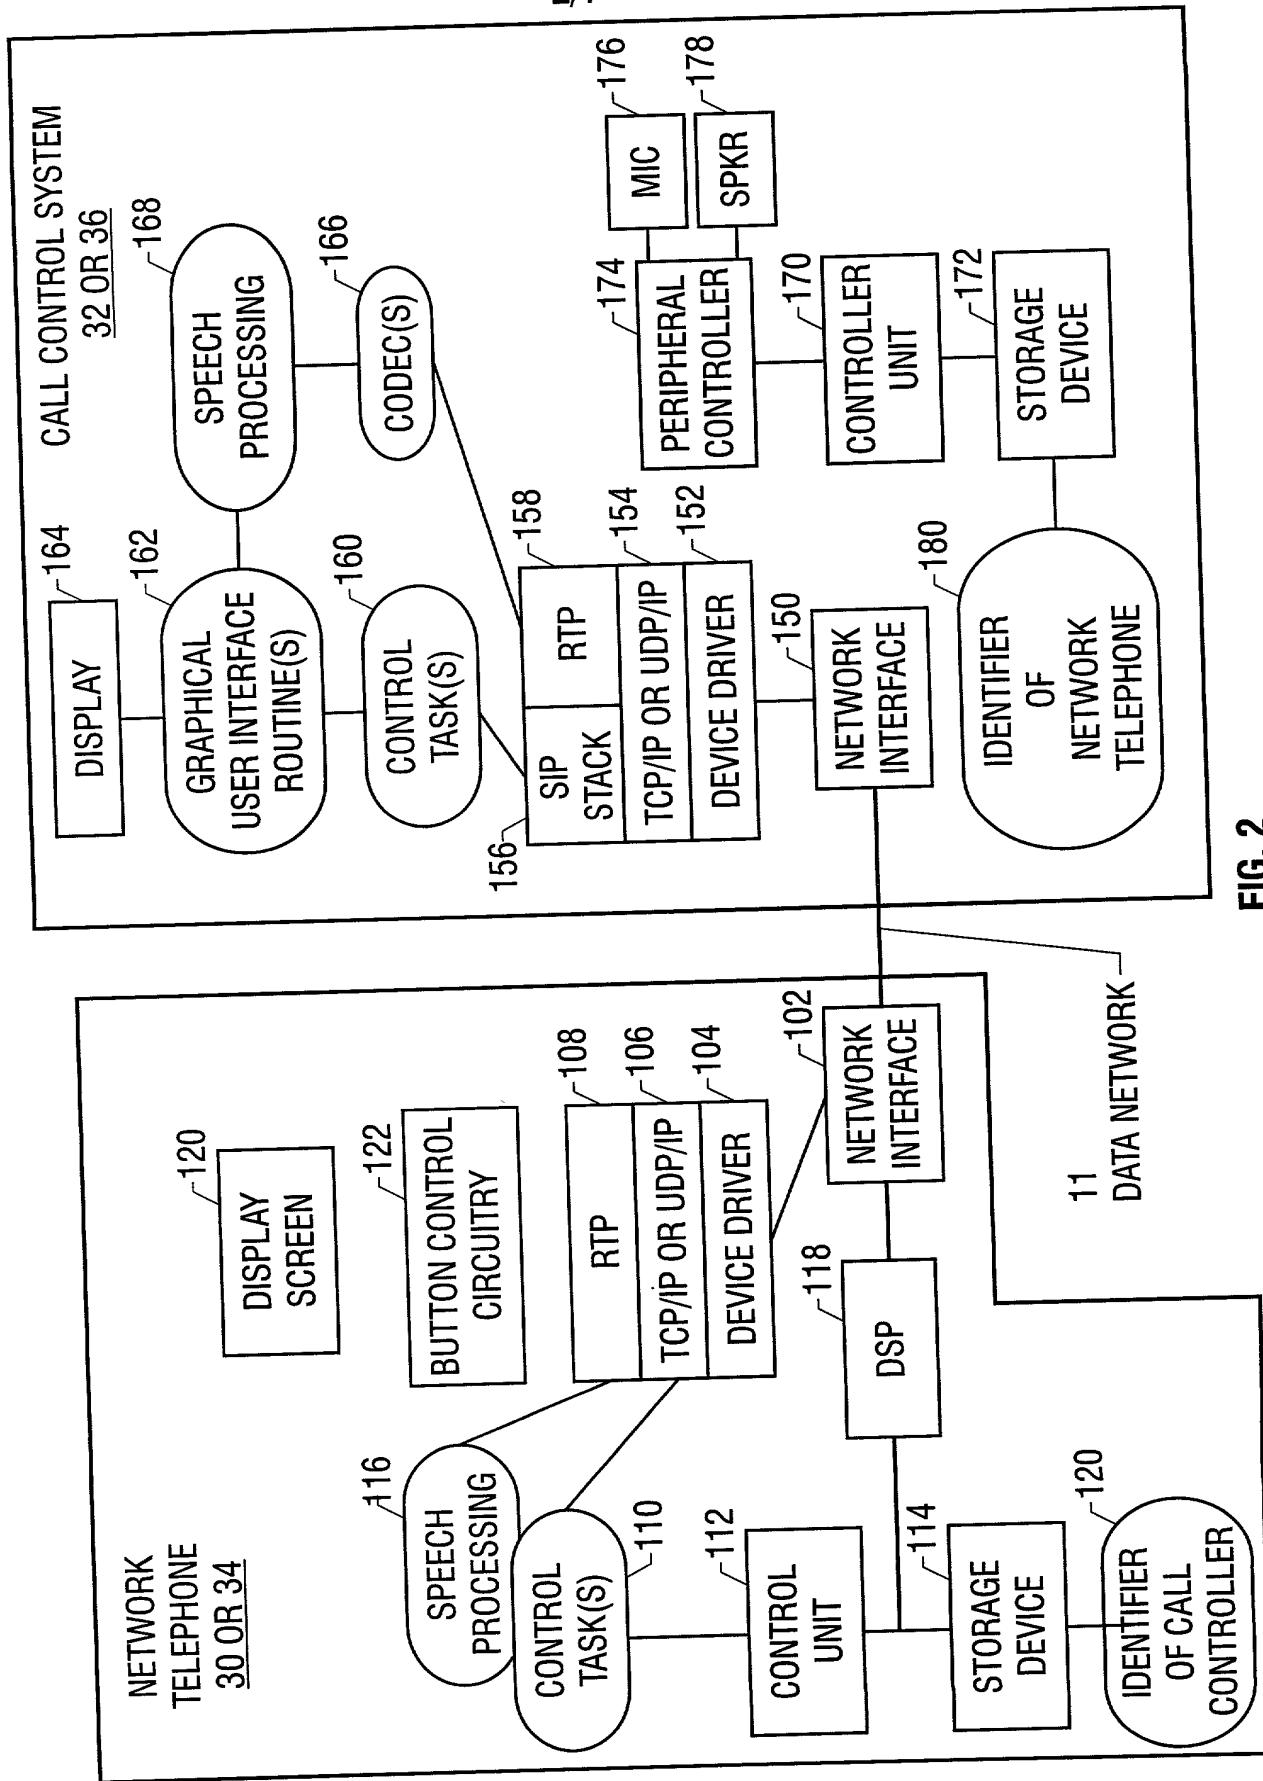 NETWORK
TELEPHONE
30 OR 34
120
DISPLAY
SCREEN
122
BUTTON CONTROL
CIRCUITRY
116
SPEECH
PROCESSING
CONTROL
TASK(S)
110
RTP
108
TCP/IP OR UDP/IP
106
DEVICE DRIVER
104
112
CONTROL
UNIT
118
DSP
102
NETWORK
INTERFACE
114
STORAGE
DEVICE
120
IDENTIFIER
OF CALL
CONTROLLER
11
DATA NETWORK
CALL CONTROL SYSTEM
32 OR 36
164
DISPLAY
162
GRAPHICAL
USER INTERFACE
ROUTINE(S)
168
SPEECH
PROCESSING
160
CONTROL
TASK(S)
166
CODEC(S)
156
SIP
STACK
RTP
158
TCP/IP OR UDP/IP
154
DEVICE DRIVER
152
150
NETWORK
INTERFACE
174
PERIPHERAL
CONTROLLER
MIC
176
SPKR
178
170
CONTROLLER
UNIT
172
STORAGE
DEVICE
180
IDENTIFIER
OF
NETWORK
TELEPHONE
FIG. 2